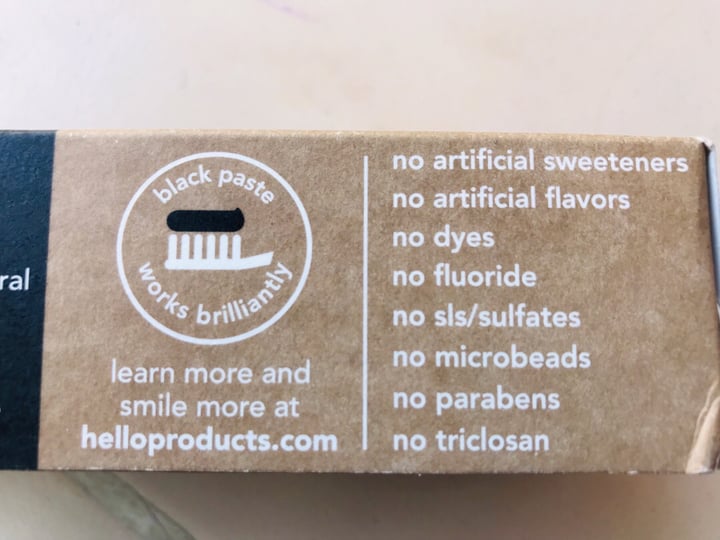 ral
black paste
works brilliantly
learn more and
smile more at
helloproducts.com
no artificial sweeteners
no artificial flavors
no dyes
no fluoride
no sls/sulfates
no microbeads
no parabens
no triclosan